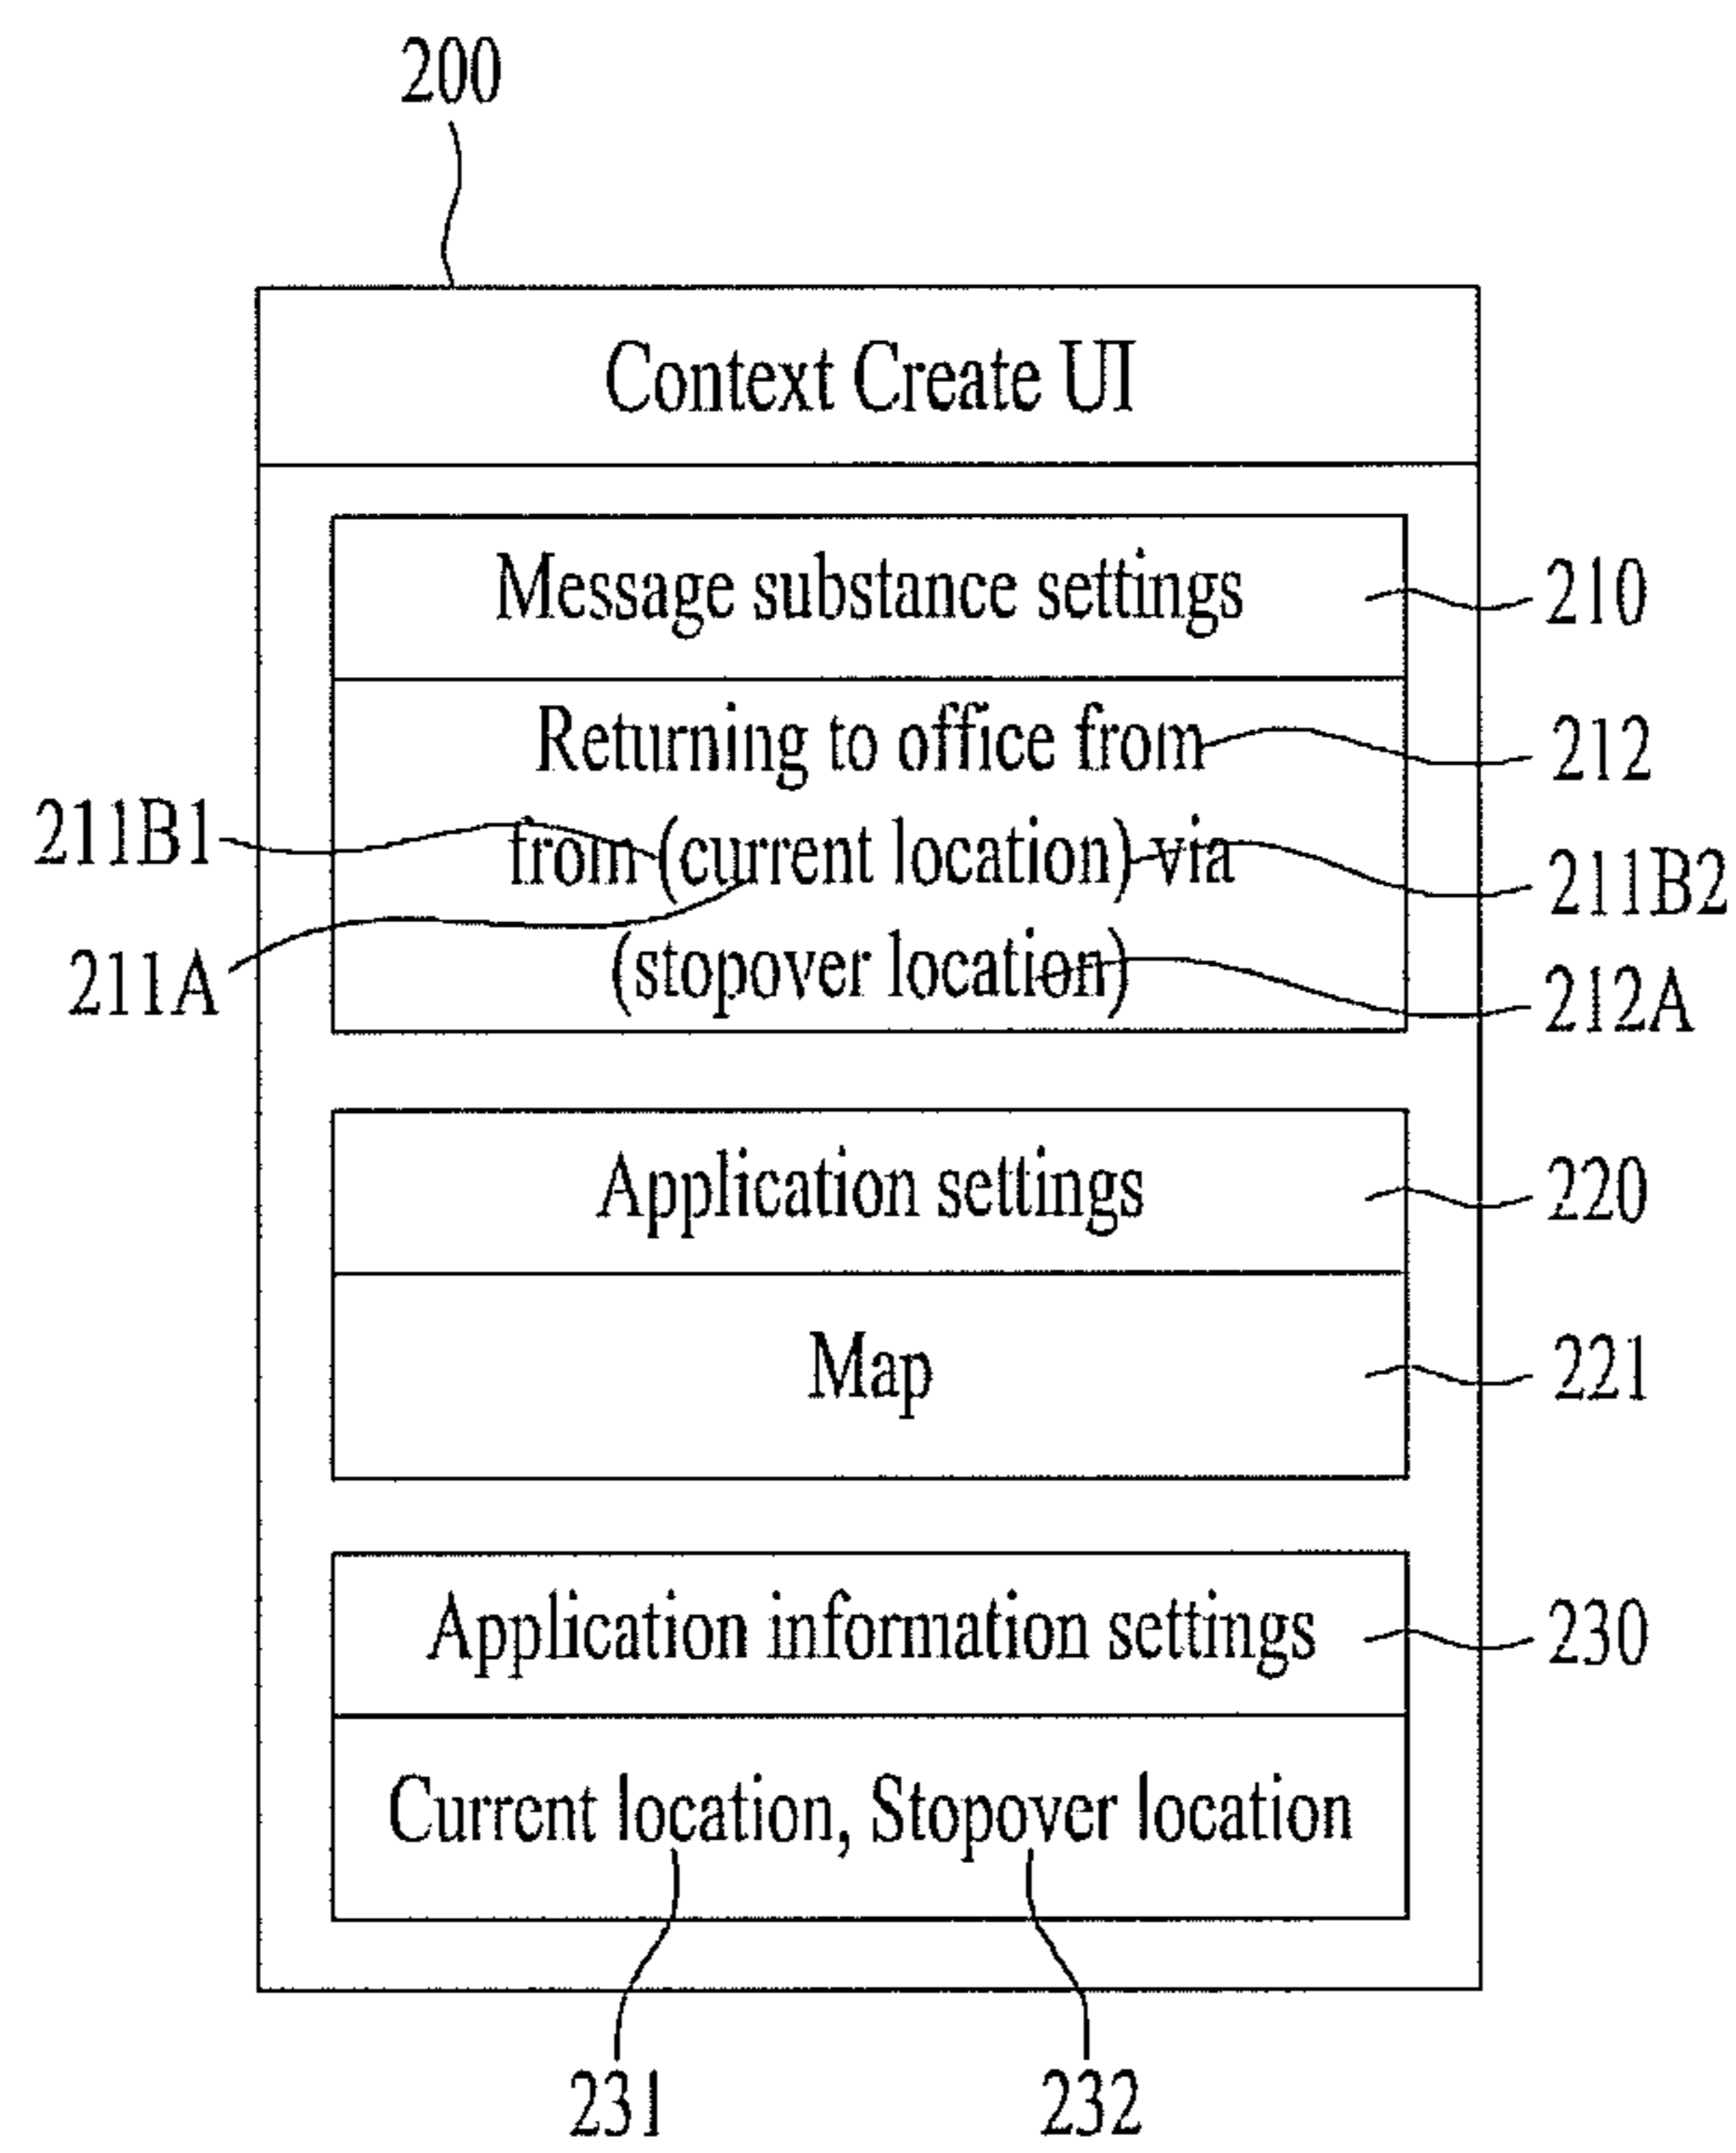 200
Context Create UI
Message substance settings
210
Returning to office from
212
211B1
from (current location) via
211B2
211A
(stopover location)
212A
Application settings
220
Map
221
Application information settings
230
Current location, Stopover location
231
232